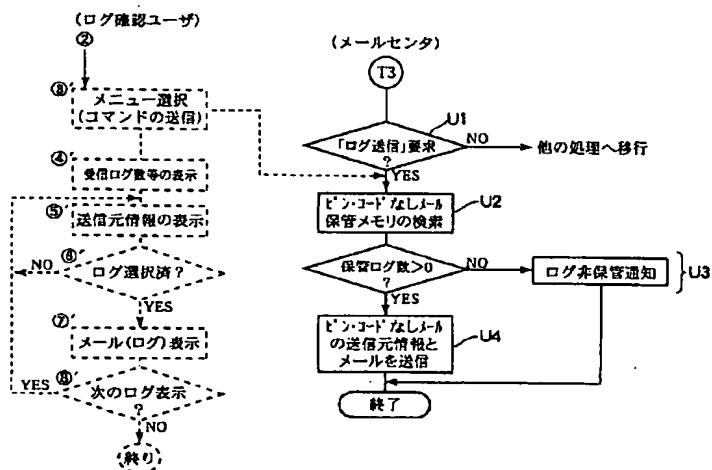 (ログ確認ユーザ)
②
③'
メニュー選択
(コマンドの送信)
④'
受信ログ数等の表示
⑤'
送信元情報の表示
⑥'
NO
ログ選択済?
YES
⑦'
メール(ログ)表示
YES
⑧'
次のログ表示
?
NO
終り
(メールセンタ)
T3
U1
「ログ送信」要求
?
NO
他の処理へ移行
YES
ピン・コードなしメール
保管メモリの検索
U2
保管ログ数>0
?
NO
ログ非保管通知
U3
YES
ピン・コードなしメール
の送信元情報と
メールを送信
U4
終了